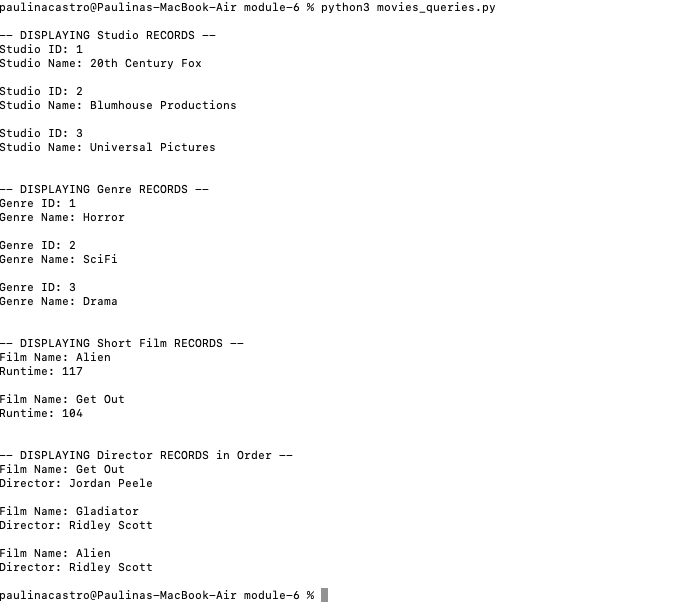 paulinacastro@Paulinas-MacBook-Air module-6 % python3 movies_queries.py
-- DISPLAYING Studio RECORDS --
Studio ID: 1
Studio Name: 20th Century Fox
Studio ID: 2
Studio Name: Blumhouse Productions
Studio ID: 3
Studio Name: Universal Pictures
-- DISPLAYING Genre RECORDS --
Genre ID: 1
Genre Name: Horror
Genre ID: 2
Genre Name: SciFi
Genre ID: 3
Genre Name: Drama
-- DISPLAYING Short Film RECORDS --
Film Name: Alien
Runtime: 117
Film Name: Get Out
Runtime: 104
-- DISPLAYING Director RECORDS in Order --
Film Name: Get Out
Director: Jordan Peele
Film Name: Gladiator
Director: Ridley Scott
Film Name: Alien
Director: Ridley Scott
paulinacastro@Paulinas-MacBook-Air module-6 %